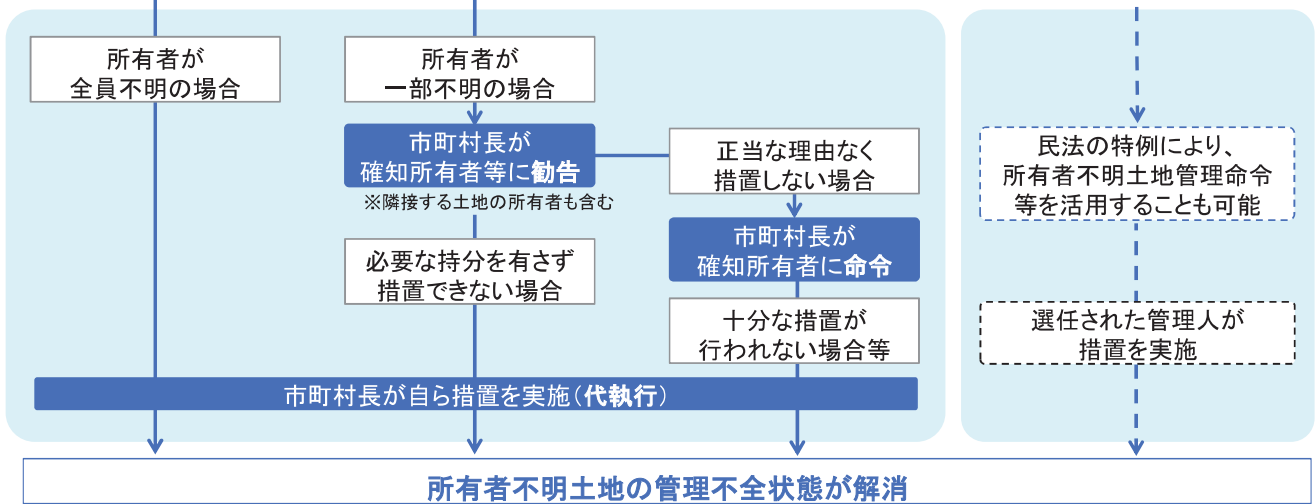 所有者が
全員不明の場合
所有者が
一部不明の場合
市町村長が
確知所有者等に勧告
※隣接する土地の所有者も含む
必要な持分を有さず
措置できない場合
正当な理由なく
措置しない場合
市町村長が
確知所有者に命令
十分な措置が
行われない場合等
市町村長が自ら措置を実施(代執行)
民法の特例により、
所有者不明土地管理命令
等を活用することも可能
選任された管理人が
措置を実施
所有者不明土地の管理不全状態が解消